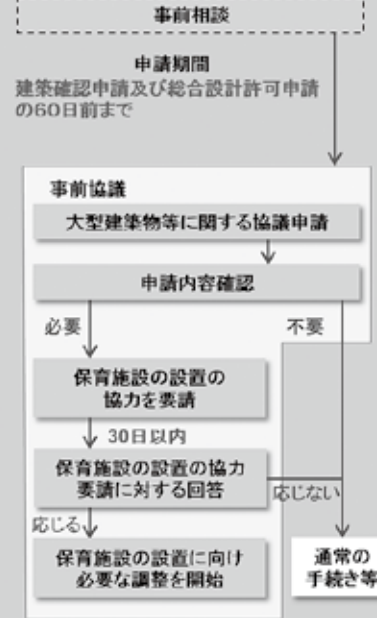 事前相談
申請期間
建築確認申請及び総合設計許可申請
の60日前まで
事前協議
大型建築物等に関する協議申請
申請内容確認
必要
不要
保育施設の設置の
協力を要請
30日以内
保育施設の設置の協力
要請に対する回答
応じない
応じる
保育施設の設置に向け
必要な調整を開始
通常の
手続き等